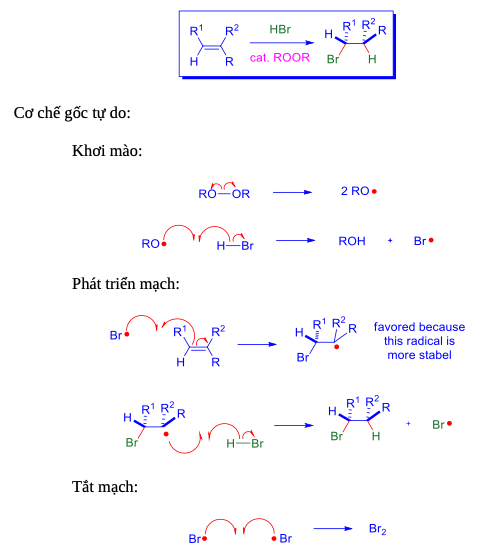 R1 R2 HBr R1 R2
H R
H R cat. ROOR Br H
Cơ chế gốc tự do:
Khơi mào:
RO—OR 2 RO•
RO• H—Br ROH + Br•
Phát triển mạch:
Br• R1 R2 H R1 R2 R favored because
this radical is
H R Br • more stabel
H R1 R2 R H R1 R2 R
Br • H—Br Br H + Br•
Tắt mạch:
Br• •Br Br2